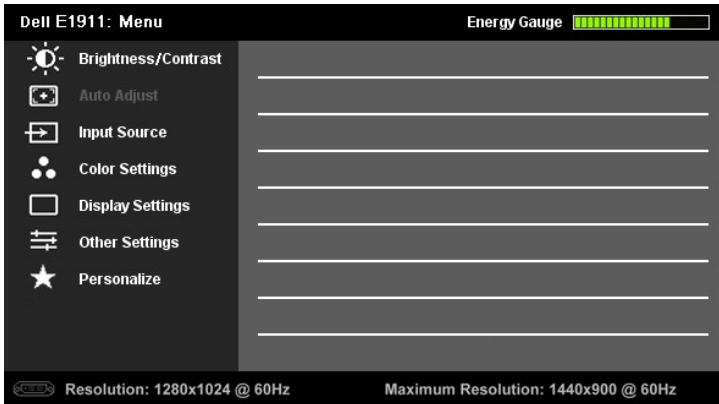 Dell E1911: Menu Energy Gauge
Brightness/Contrast
Auto Adjust
Input Source
Color Settings
Display Settings
Other Settings
Personalize
Resolution: 1280x1024 @ 60Hz Maximum Resolution: 1440x900 @ 60Hz